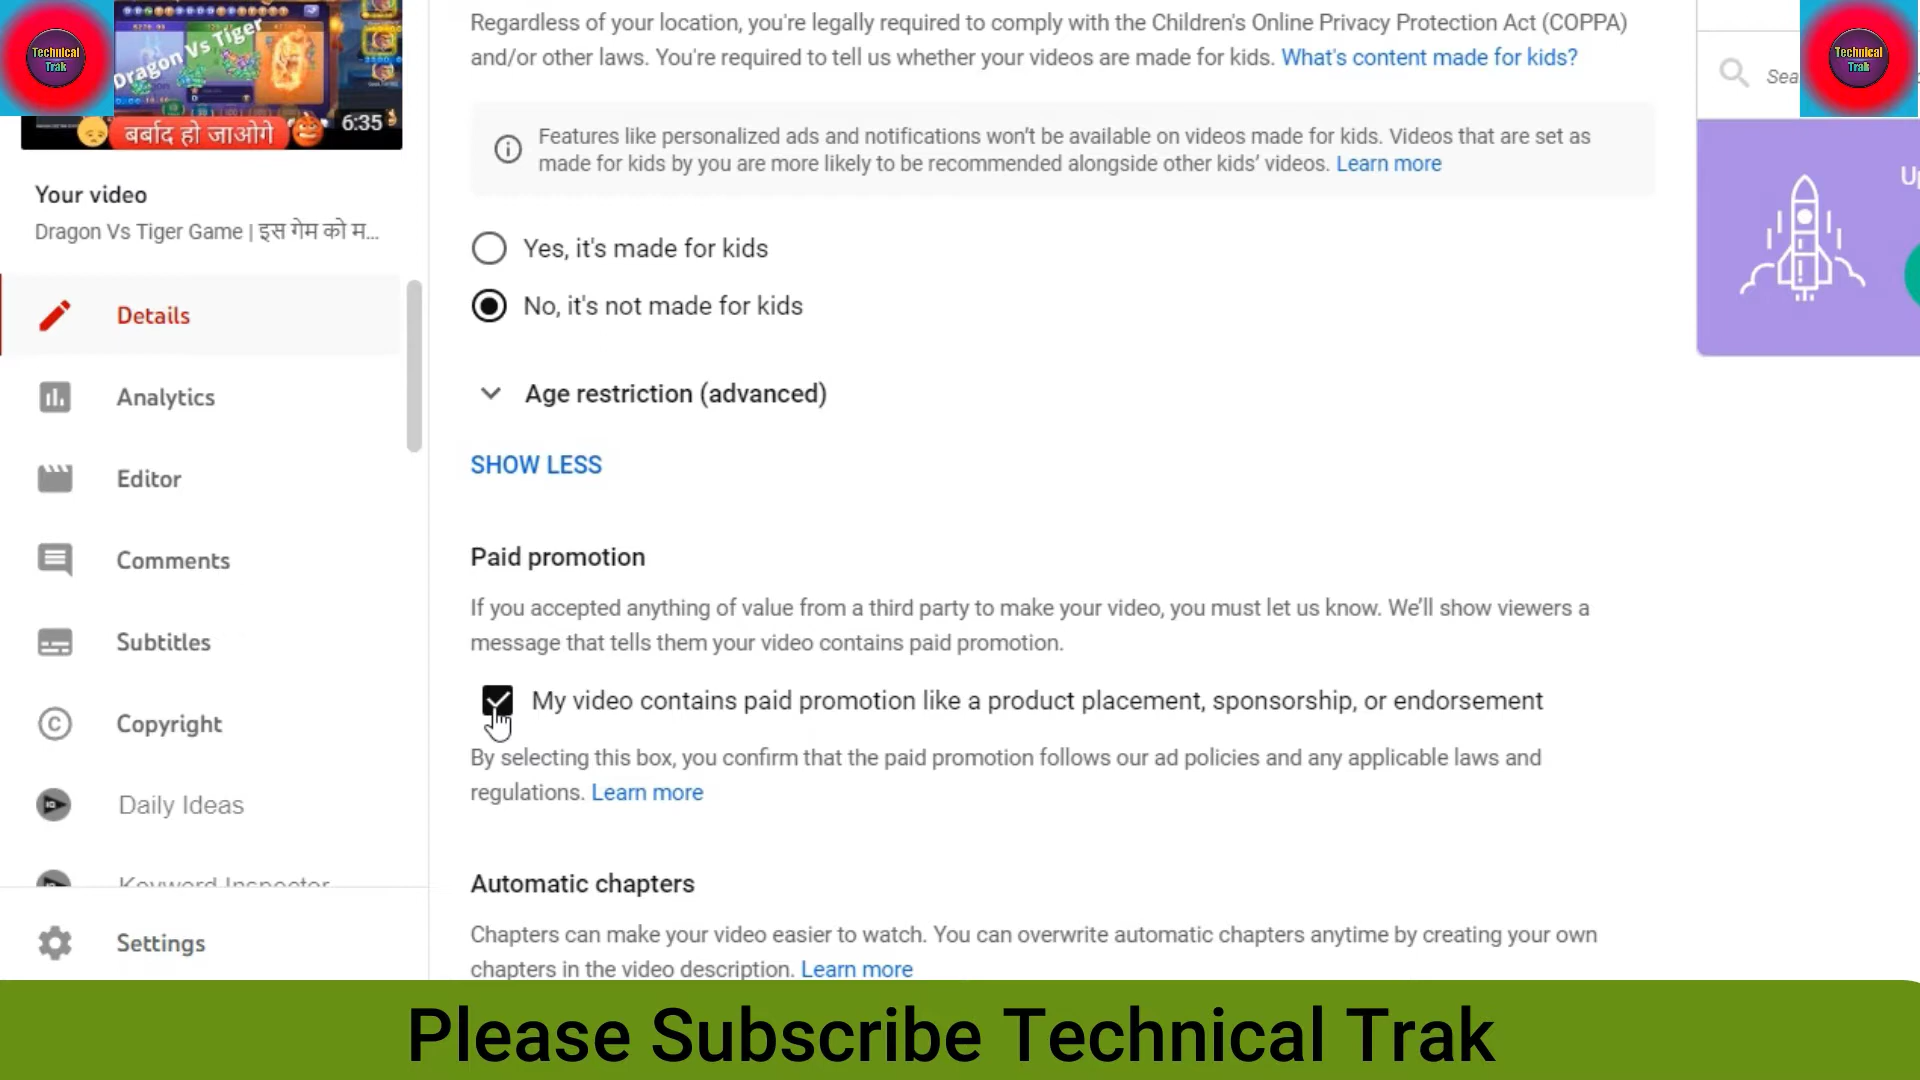 Technical
Trak
Dragon Vs Tiger
बर्बाद हो जाओगे
6:35
Your video
Dragon Vs Tiger Game | इस गेम को म...
Details
Analytics
Editor
Comments
Subtitles
Copyright
Daily Ideas
Keyword Inspector
Settings
Regardless of your location, you're legally required to comply with the Children's Online Privacy Protection Act (COPPA)
and/or other laws. You're required to tell us whether your videos are made for kids. What's content made for kids?
Features like personalized ads and notifications won't be available on videos made for kids. Videos that are set as
made for kids by you are more likely to be recommended alongside other kids' videos. Learn more
Yes, it's made for kids
No, it's not made for kids
Age restriction (advanced)
SHOW LESS
Paid promotion
If you accepted anything of value from a third party to make your video, you must let us know. We'll show viewers a
message that tells them your video contains paid promotion.
My video contains paid promotion like a product placement, sponsorship, or endorsement
By selecting this box, you confirm that the paid promotion follows our ad policies and any applicable laws and
regulations. Learn more
Automatic chapters
Chapters can make your video easier to watch. You can overwrite automatic chapters anytime by creating your own
chapters in the video description. Learn more
Technical
Trak
Sea
Up
Please Subscribe Technical Trak